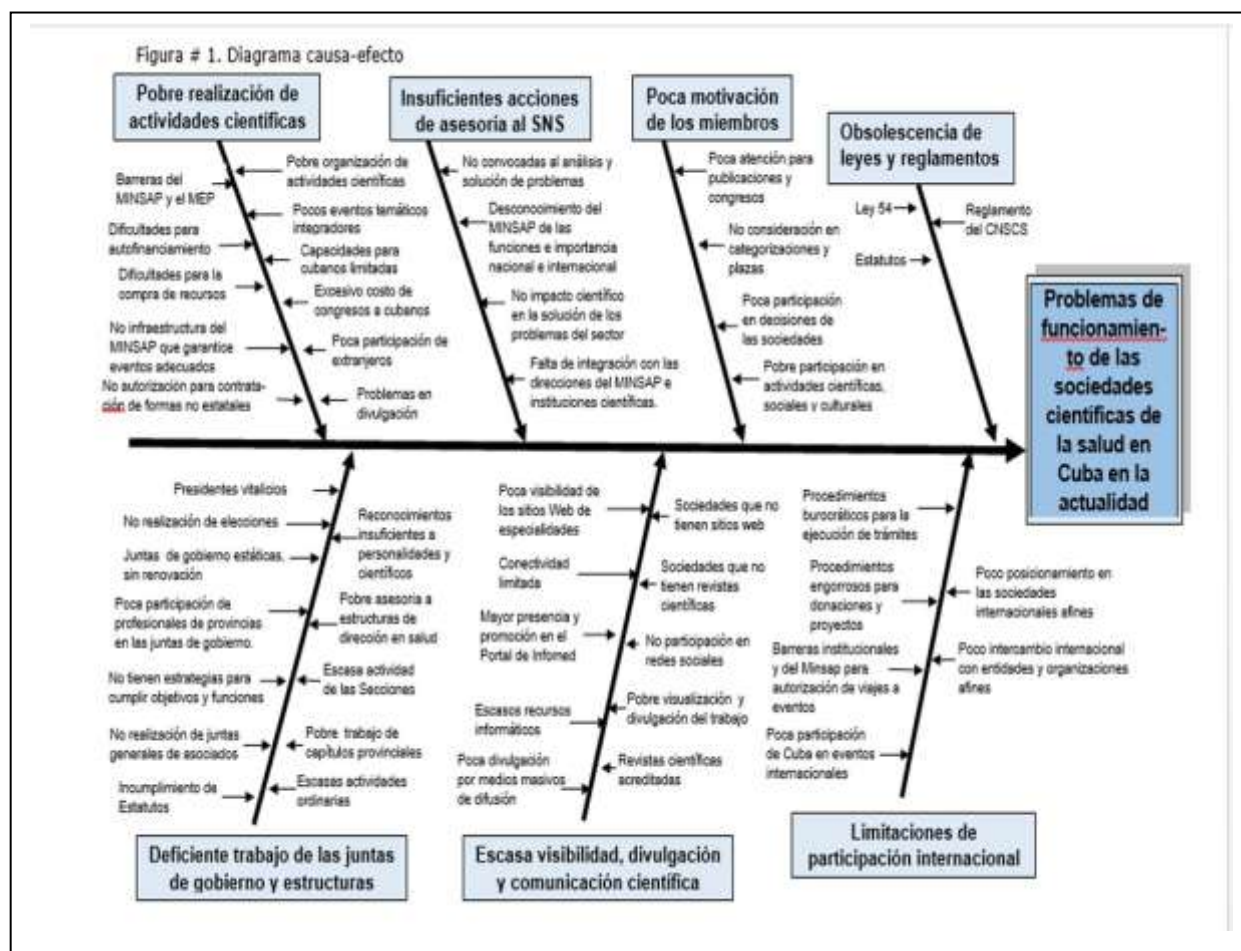 Figura # 1. Diagrama causa-efecto
Pobre realización de
actividades científicas
Insuficientes acciones
de asesoria al SNS
Poca motivación
de los miembros
Obsolescencia de
leyes y reglamentos
Barreras del
MINSAP y el MEP
Dificultades para
autofinanciamiento
Dificultades para la
compra de recursos
No infraestructura del
MINSAP que garantice
eventos adecuados
No autorización para contrata-
ción de formas no estatales
Pobre organización de
actividades científicas
Pocos eventos temáticos
integradores
Capacidades para
cubanos limitadas
Excesivo costo de
congresos a cubanos
Poca participación de
extranjeros
Problemas en
divulgación
No convocadas al análisis y
solución de problemas
Desconocimiento del
MINSAP de las
funciones e importancia
nacional e internacional
No impacto científico
en la solución de los
problemas del sector
Falta de integración con las
direcciones del MINSAP e
instituciones científicas.
Poca atención para
publicaciones y
congresos
No consideración en
categorizaciones y
plazas
Poca participación
en decisiones de
las sociedades
Pobre participación en
actividades científicas,
sociales y culturales
Ley 54
Estatutos
Reglamento
del CNSCS
Problemas de
funcionamien-
to de las
sociedades
científicas de
la salud en
Cuba en la
actualidad
Presidentes vitalicios
No realización de elecciones
Juntas de gobierno estáticas,
sin renovación
Poca participación de
profesionales de provincias
en las juntas de gobierno.
No tienen estrategias para
cumplir objetivos y funciones
No realización de juntas
generales de asociados
Incumplimiento de
Estatutos
Reconocimientos
insuficientes a
personalidades y
científicos
Pobre asesoría a
estructuras de
dirección en salud
Escasa actividad
de las Secciones
Pobre trabajo de
capítulos provinciales
Escasas actividades
ordinarias
Poca visibilidad de
los sitios Web de
especialidades
Conectividad
limitada
Mayor presencia y
promoción en el
Portal de Infomed
Escasos recursos
informáticos
Poca divulgación
por medios masivos
de difusión
Sociedades que no
tienen sitios web
Sociedades que no
tienen revistas
científicas
No participación en
redes sociales
Pobre visualización y
divulgación del trabajo
Revistas científicas
acreditadas
Procedimientos
burocráticos para la
ejecución de trámites
Procedimientos
engorrosos para
donaciones y
proyectos
Barreras institucionales
y del Minsap para
autorización de viajes a
eventos
Poca participación
de Cuba en eventos
internacionales
Poco posicionamiento en
las sociedades
internacionales afines
Poco intercambio internacional
con entidades y organizaciones
afines
Deficiente trabajo de las juntas
de gobierno y estructuras
Escasa visibilidad, divulgación
y comunicación científica
Limitaciones de
participación internacional